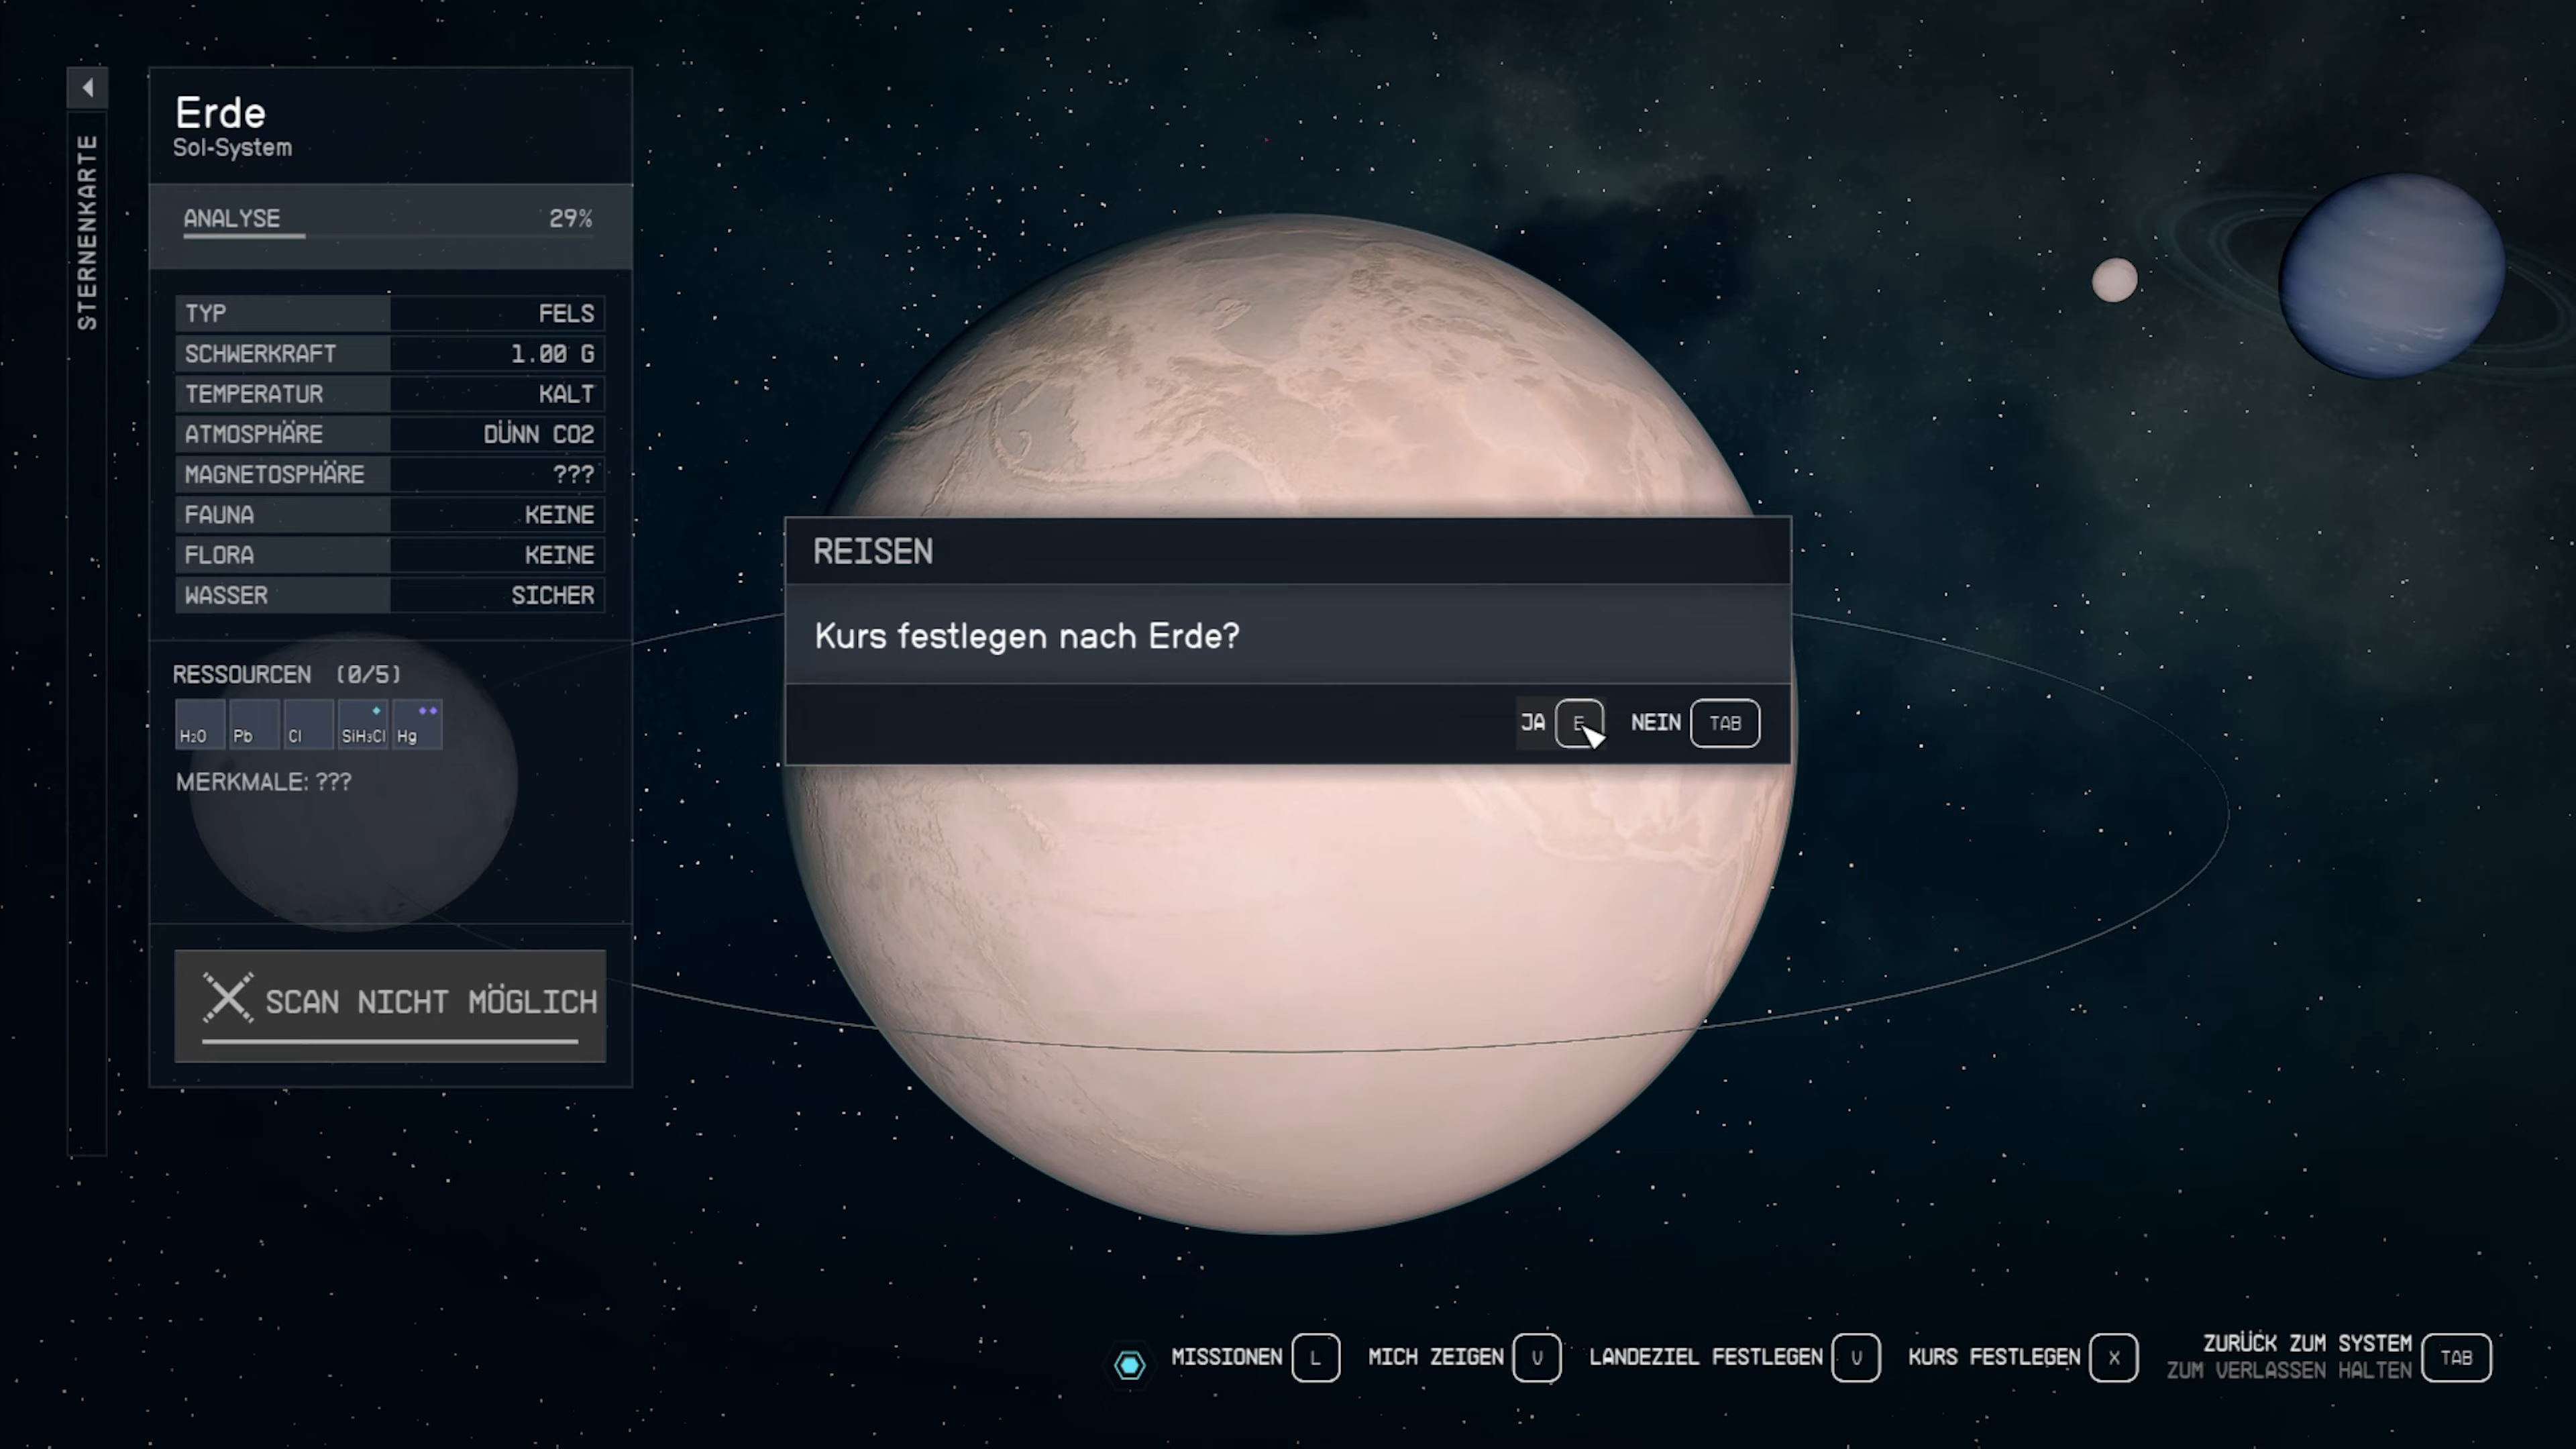 STERNENKARTE
Erde
Sol-System
ANALYSE 29%
TYP FELS
SCHWERKRAFT 1.00 G
TEMPERATUR KALT
ATMOSPHÄRE DÜNN CO2
MAGNETOSPHÄRE ???
FAUNA KEINE
FLORA KEINE
WASSER SICHER
RESSOURCEN (0/5)
H₂O Pb Cl SiH₃Cl Hg
MERKMALE: ???
SCAN NICHT MÖGLICH
REISEN
Kurs festlegen nach Erde?
JA E NEIN TAB
MISSIONEN L MICH ZEIGEN V LANDEZIEL FESTLEGEN V KURS FESTLEGEN X ZURÜCK ZUM SYSTEM TAB
ZUM VERLASSEN HALTEN